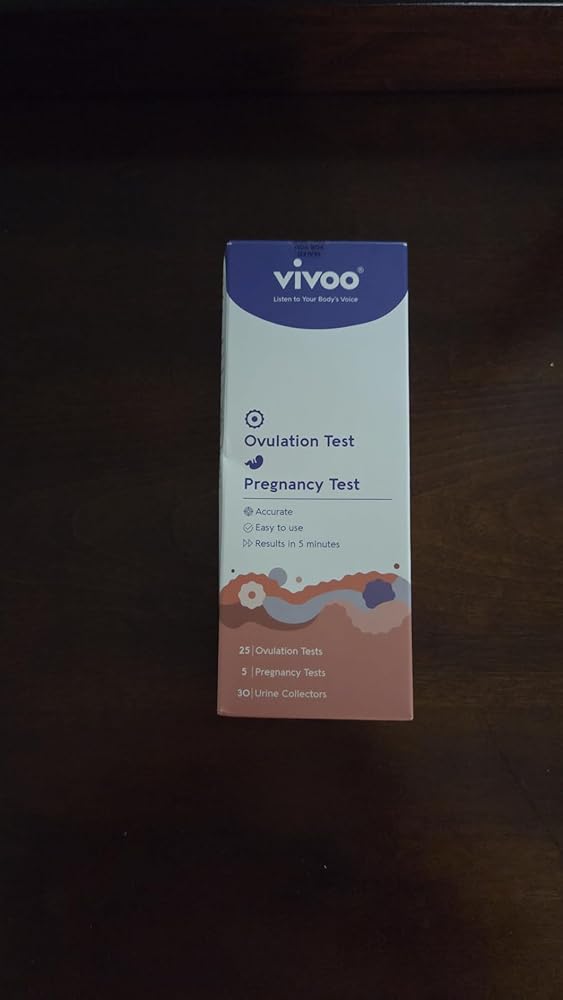 vivoo®
Listen to Your Body's Voice
Ovulation Test
Pregnancy Test
Accurate
Easy to use
Results in 5 minutes
25 | Ovulation Tests
5 | Pregnancy Tests
30 | Urine Collectors